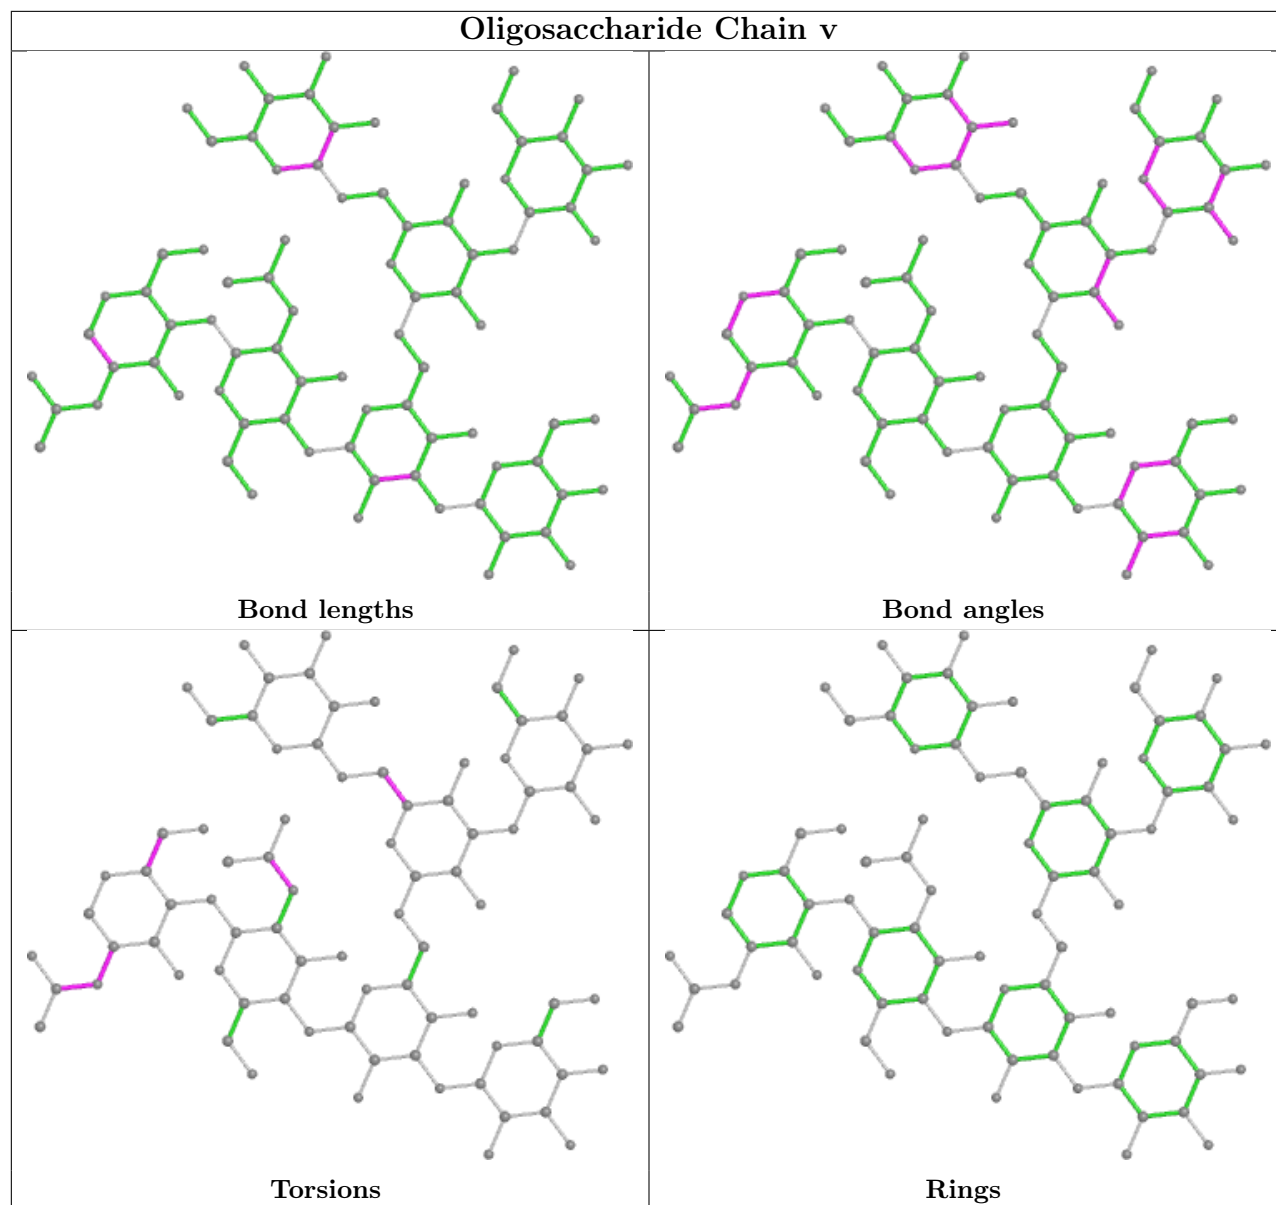 Oligosaccharide Chain v
Bond lengths
Bond angles
Torsions
Rings